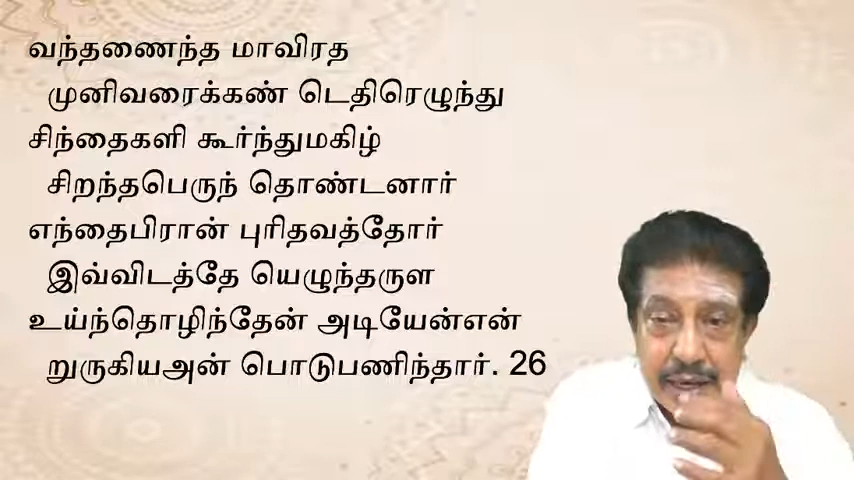 வந்தணைந்த மாவிரத
முனிவரைக்கண் டெதிரெழுந்து
சிந்தைகளி கூர்ந்துமகிழ்
சிறந்தபெருந் தொண்டனார்
எந்தைபிரான் புரிதவத்தோர்
இவ்விடத்தே யெழுந்தருள
உய்ந்தொழிந்தேன் அடியேன்என்
றுருகியஅன் பொடுபணிந்தார். 26